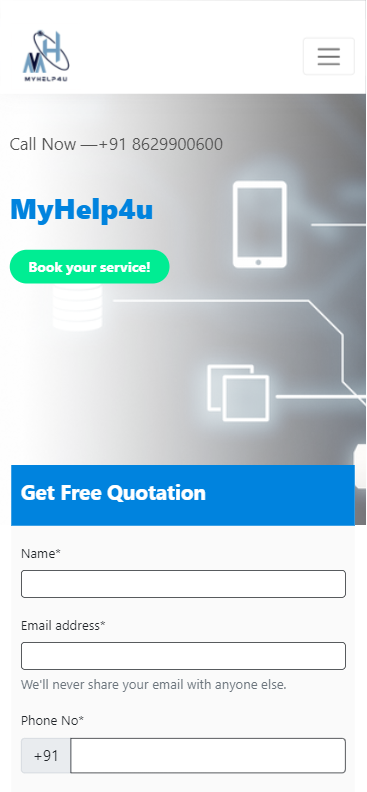 MH
MYHELP4U
Call Now —+91 8629900600
MyHelp4u
Book your service!
Get Free Quotation
Name*
Email address*
We'll never share your email with anyone else.
Phone No*
+91